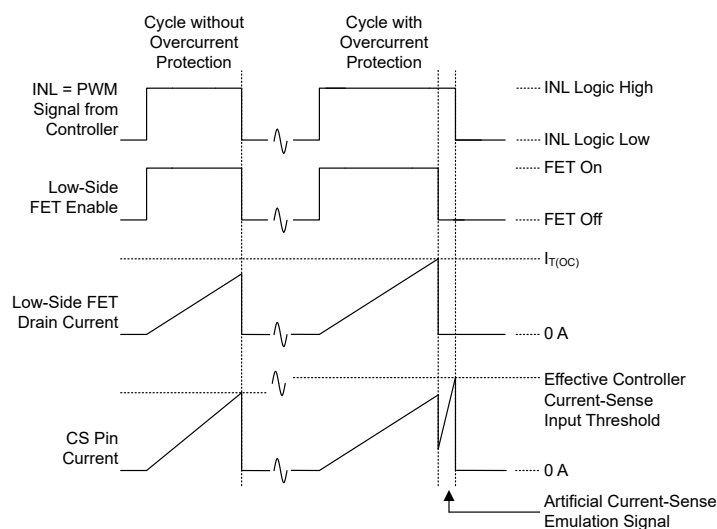 Cycle without
Overcurrent
Protection
Cycle with
Overcurrent
Protection
INL = PWM
Signal from
Controller
INL Logic High
INL Logic Low
Low-Side
FET Enable
FET On
FET Off
Low-Side FET
Drain Current
IT(OC)
0 A
CS Pin
Current
Effective Controller
Current-Sense
Input Threshold
0 A
Artificial Current-Sense
Emulation Signal